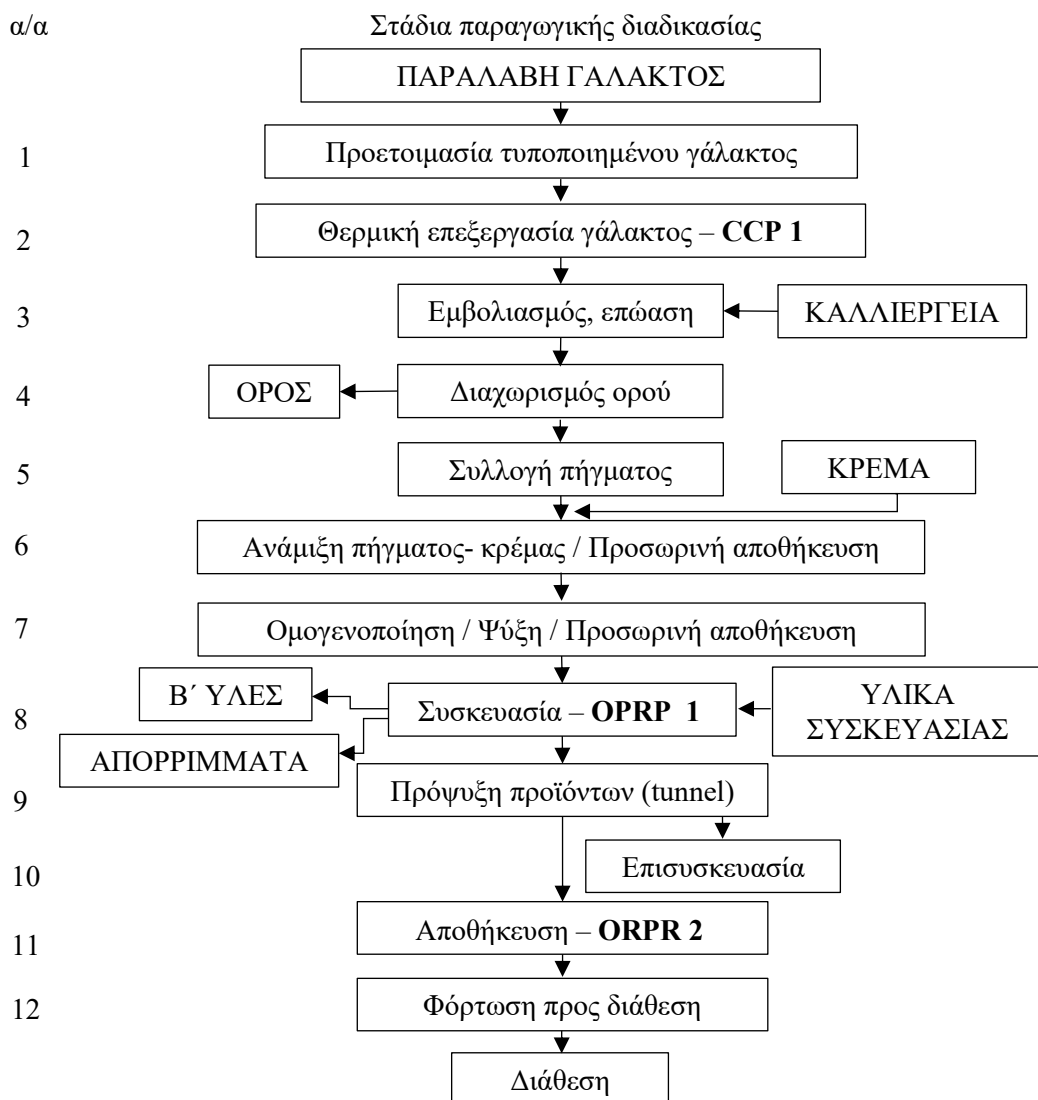 α/α Στάδια παραγωγικής διαδικασίας
ΠΑΡΑΛΑΒΗ ΓΑΛΑΚΤΟΣ
1 Προετοιμασία τυποποιημένου γάλακτος
2 Θερμική επεξεργασία γάλακτος – CCP 1
3 Εμβολιασμός, επώαση ΚΑΛΛΙΕΡΓΕΙΑ
4 ΟΡΟΣ Διαχωρισμός ορού
5 Συλλογή πήγματος ΚΡΕΜΑ
6 Ανάμιξη πήγματος- κρέμας / Προσωρινή αποθήκευση
7 Ομογενοποίηση / Ψύξη / Προσωρινή αποθήκευση
Β΄ ΥΛΕΣ
8 Συσκευασία – OPRP 1
ΥΛΙΚΑ
ΣΥΣΚΕΥΑΣΙΑΣ
ΑΠΟΡΡΙΜΜΑΤΑ
9 Πρόψυξη προϊόντων (tunnel)
10 Επισυσκευασία
11 Αποθήκευση – ORPR 2
12 Φόρτωση προς διάθεση
Διάθεση